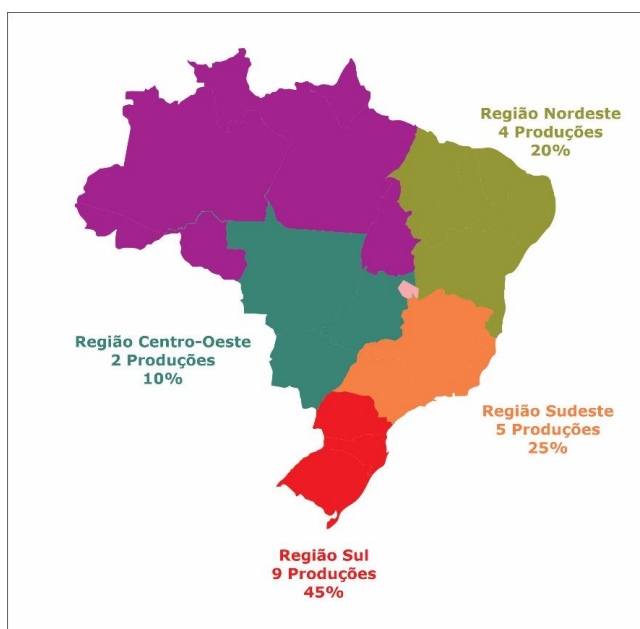 Região Nordeste
4 Produções
20%
Região Centro-Oeste
2 Produções
10%
Região Sudeste
5 Produções
25%
Região Sul
9 Produções
45%